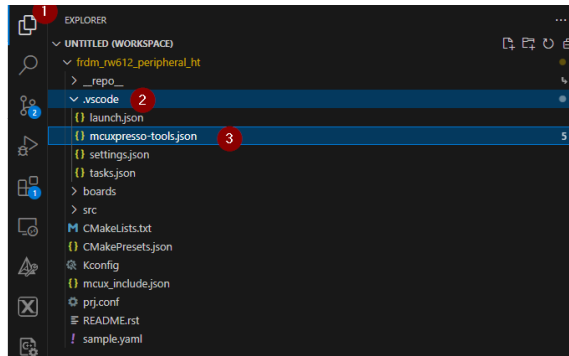 1
EXPLORER
UNTITLED (WORKSPACE)
frdm_rw612_peripheral_ht
__repo__
.vscode 2
{} launch.json
{} mcuxpresso-tools.json 3 5
{} settings.json
2
{} tasks.json
boards
1
src
M CMakeLists.txt
{} CMakePresets.json
Kconfig
{} mcux_include.json
prj.conf
README.rst
! sample.yaml